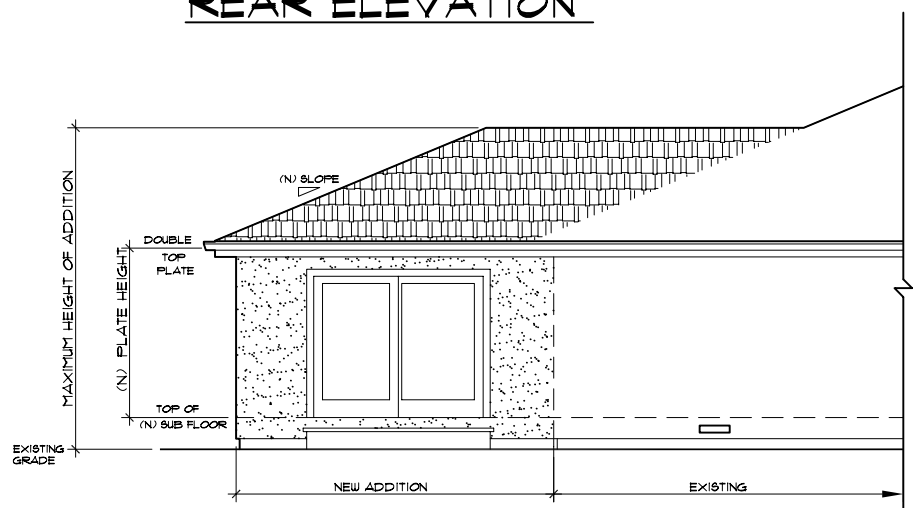 REAR ELEVATION
(N) SLOPE
MAXIMUM HEIGHT OF ADDITION
(N) PLATE HEIGHT
DOUBLE
TOP
PLATE
TOP OF
(N) SUB FLOOR
EXISTING
GRADE
NEW ADDITION
EXISTING